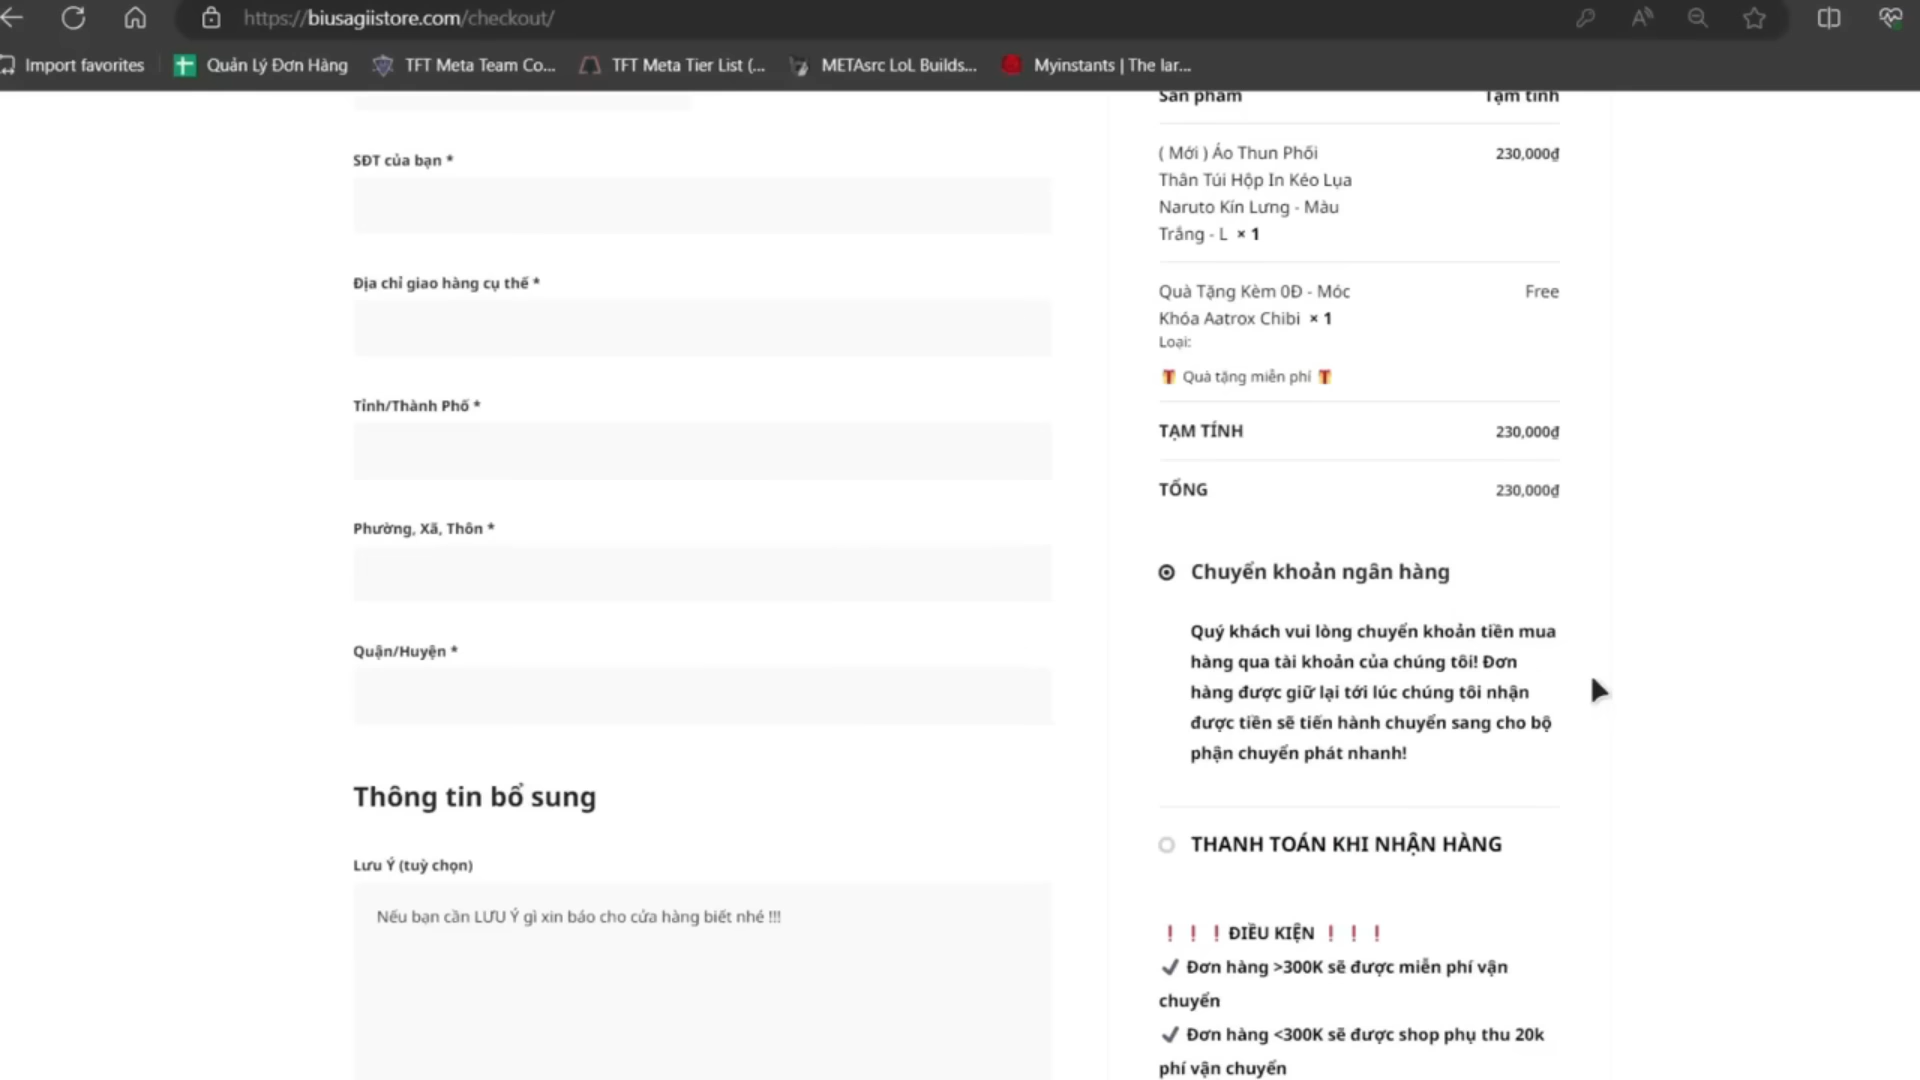 https://biusagiistore.com/checkout/
Import favorites
Quản Lý Đơn Hàng
TFT Meta Team Co...
TFT Meta Tier List (...
METAsrc LoL Builds...
Myinstants | The lar...
SĐT của bạn *
Địa chỉ giao hàng cụ thể *
Tỉnh/Thành Phố *
Phường, Xã, Thôn *
Quận/Huyện *
Thông tin bổ sung
Lưu Ý (tuỳ chọn)
Nếu bạn cần LƯU Ý gì xin báo cho cửa hàng biết nhé !!!
Sản phẩm Tạm tính
( Mới ) Áo Thun Phối 230,000₫
Thân Túi Hộp In Kéo Lụa
Naruto Kín Lưng - Màu
Trắng - L × 1
Quà Tặng Kèm 0Đ - Móc Free
Khóa Aatrox Chibi × 1
Loại:
🎁 Quà tặng miễn phí 🎁
TẠM TÍNH 230,000₫
TỔNG 230,000₫
Chuyển khoản ngân hàng
Quý khách vui lòng chuyển khoản tiền mua
hàng qua tài khoản của chúng tôi! Đơn
hàng được giữ lại tới lúc chúng tôi nhận
được tiền sẽ tiến hành chuyển sang cho bộ
phận chuyển phát nhanh!
THANH TOÁN KHI NHẬN HÀNG
❗❗❗ĐIỀU KIỆN❗❗❗
✔ Đơn hàng >300K sẽ được miễn phí vận
chuyển
✔ Đơn hàng <300K sẽ được shop phụ thu 20k
phí vận chuyển